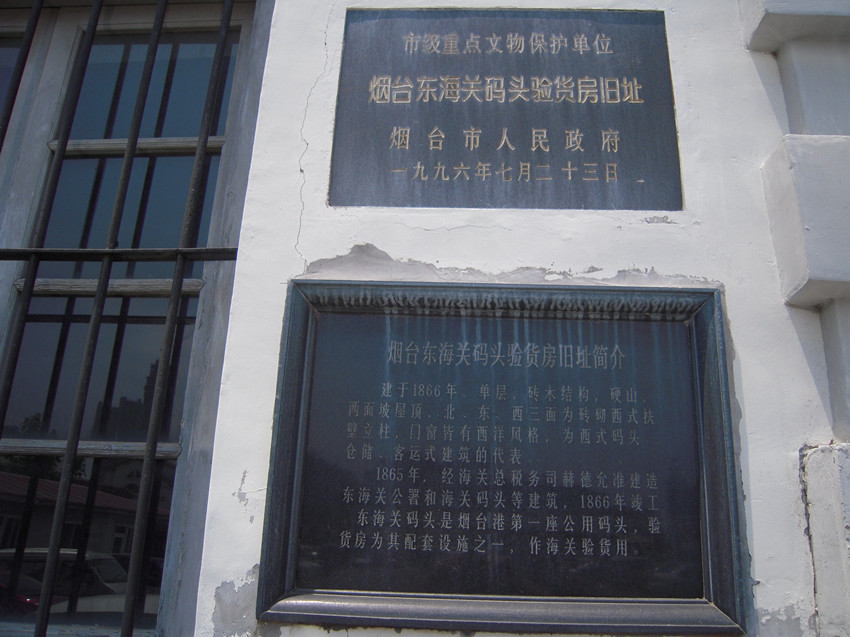 市级重点文物保护单位
烟台东海关码头验货房旧址
烟台市人民政府
一九九六年七月二十三日
烟台东海关码头验货房旧址简介
建于1866年、单层，砖木结构，硬山，
两面坡屋顶、北、东、西三面为砖砌西式扶
壁立柱，门窗皆有西洋风格，为西式码头
仓储、客运式建筑的代表。
1865年，经海关总税务司赫德允准建造
东海关公署和海关码头等建筑，1866年竣工
东海关码头是烟台港第一座公用码头，验
货房为其配套设施之一，作海关验货用。